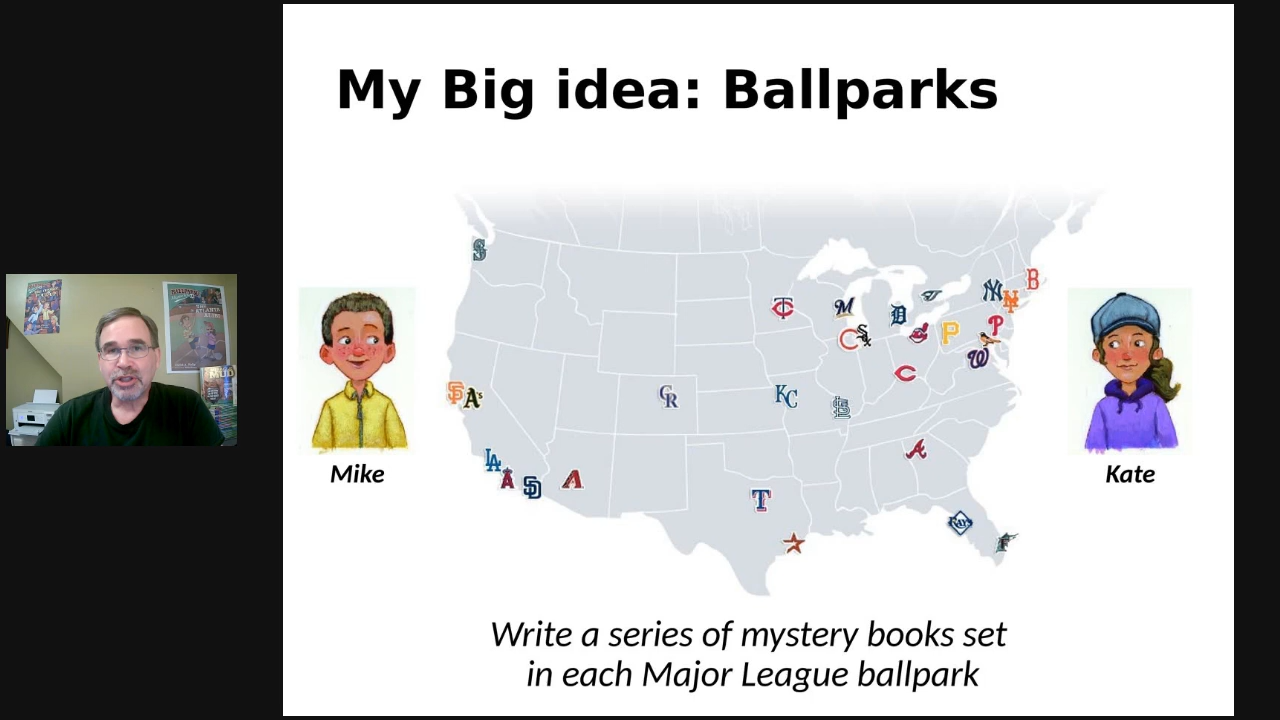 My Big idea: Ballparks
Mike
Kate
Write a series of mystery books set
in each Major League ballpark